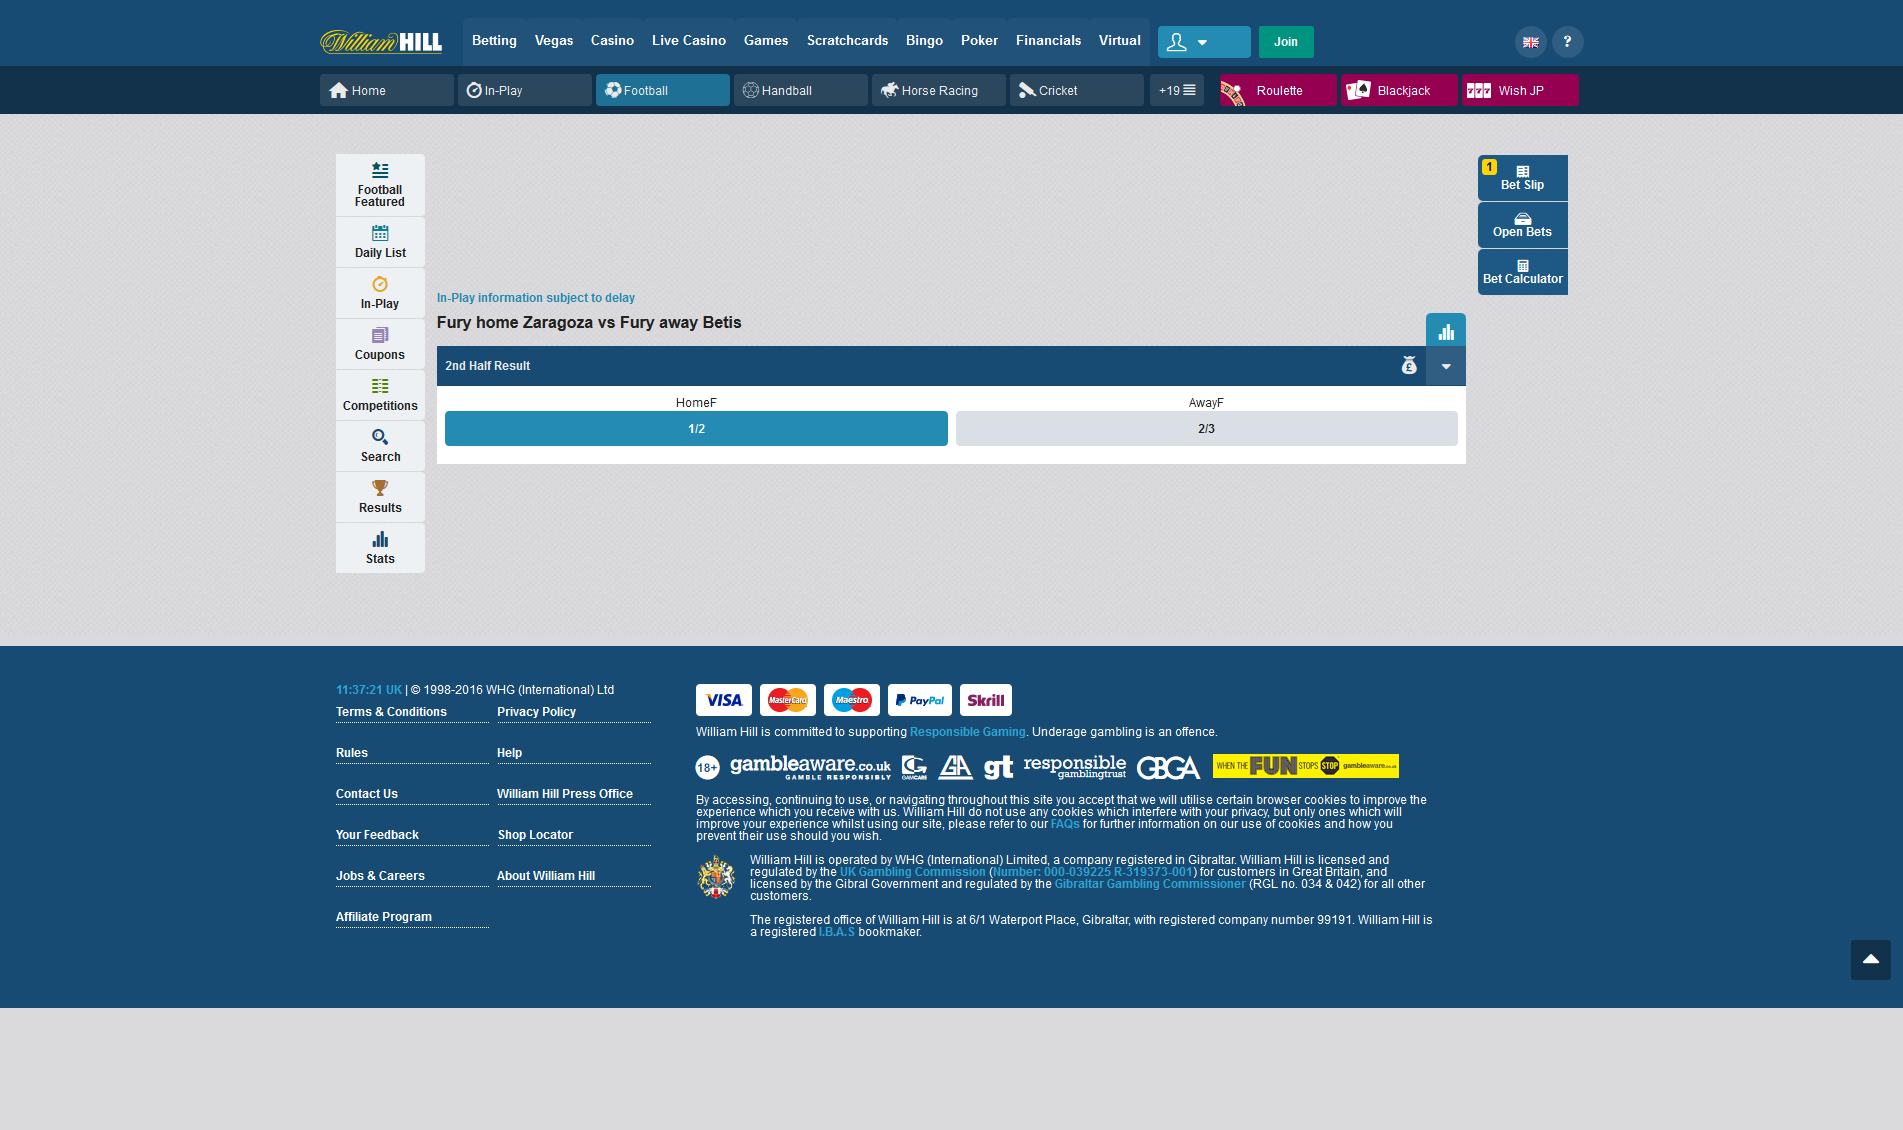 William HILL
Betting Vegas Casino Live Casino Games Scratchcards Bingo Poker Financials Virtual Join ?
Home In-Play Football Handball Horse Racing Cricket +19 Roulette Blackjack 777 Wish JP
Football
Featured
Daily List
In-Play
Coupons
Competitions
Search
Results
Stats
1
Bet Slip
Open Bets
Bet Calculator
In-Play information subject to delay
Fury home Zaragoza vs Fury away Betis
2nd Half Result £
HomeF AwayF
1/2 2/3
11:37:21 UK | © 1998-2016 WHG (International) Ltd
Terms & Conditions Privacy Policy
Rules Help
Contact Us William Hill Press Office
Your Feedback Shop Locator
Jobs & Careers About William Hill
Affiliate Program
VISA MasterCard Maestro PayPal Skrill
William Hill is committed to supporting Responsible Gaming. Underage gambling is an offence.
18+ gambleaware.co.uk GAMBLE RESPONSIBLY GAMCARE GA gt responsible gamblingtrust GBGA WHEN THE FUN STOPS STOP gambleaware.co.uk
By accessing, continuing to use, or navigating throughout this site you accept that we will utilise certain browser cookies to improve the
experience which you receive with us. William Hill do not use any cookies which interfere with your privacy, but only ones which will
improve your experience whilst using our site, please refer to our FAQs for further information on our use of cookies and how you
prevent their use should you wish.
William Hill is operated by WHG (International) Limited, a company registered in Gibraltar. William Hill is licensed and
regulated by the UK Gambling Commission (Number: 000-039225 R-319373-001) for customers in Great Britain, and
licensed by the Gibral Government and regulated by the Gibraltar Gambling Commissioner (RGL no. 034 & 042) for all other
customers.
The registered office of William Hill is at 6/1 Waterport Place, Gibraltar, with registered company number 99191. William Hill is
a registered I.B.A.S bookmaker.